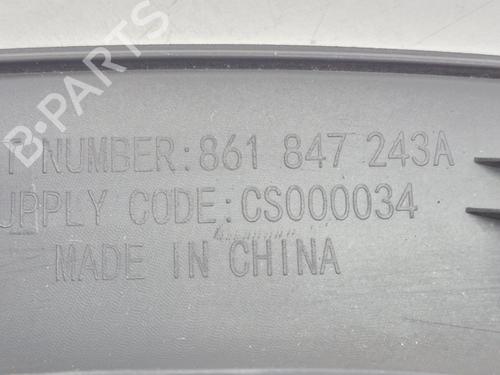 B-PARTS
T NUMBER:861 847 243A
UPPLY CODE:CS000034
MADE IN CHINA